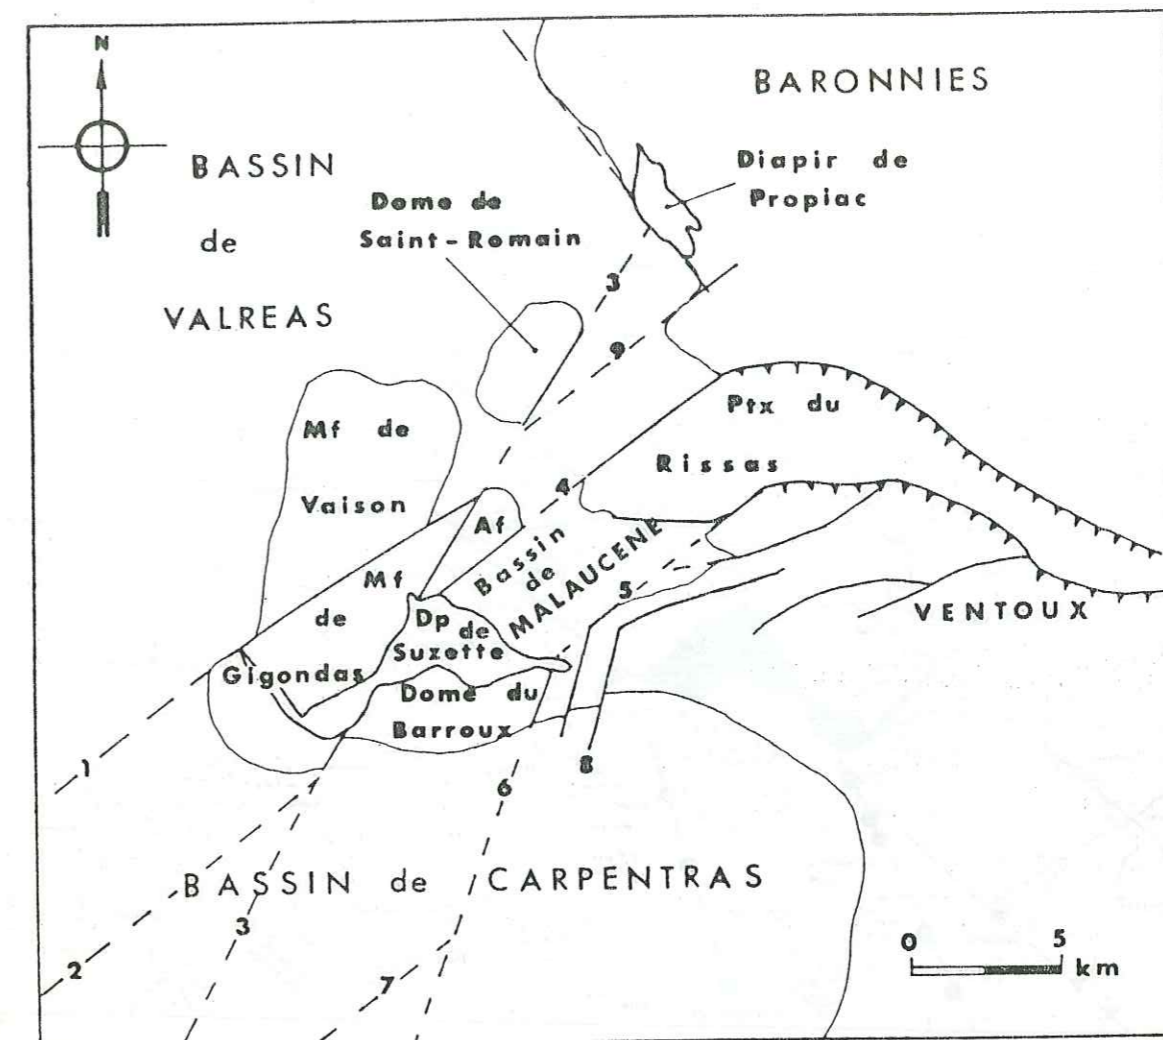 N
BARONNIES
BASSIN
de
VALREAS
Diapir de
Propiac
Dome de
Saint-Romain
3
9
Mf de
Vaison
Ptx du
Rissas
4
Af
Bassin
de
MALAUCENE
Mf
de
Gigondas
5
VENTOUX
Dp de
Suzette
Dome du
Barroux
1
8
6
BASSIN de CARPENTRAS
3
2
7
0 5
km